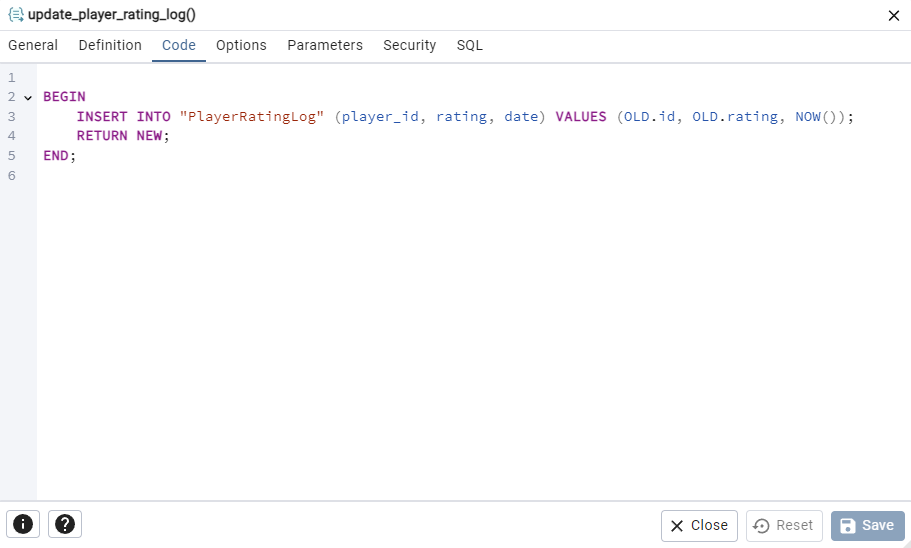 update_player_rating_log()
General Definition Code Options Parameters Security SQL
1
2 BEGIN
3 INSERT INTO "PlayerRatingLog" (player_id, rating, date) VALUES (OLD.id, OLD.rating, NOW());
4 RETURN NEW;
5 END;
6
Close Reset Save